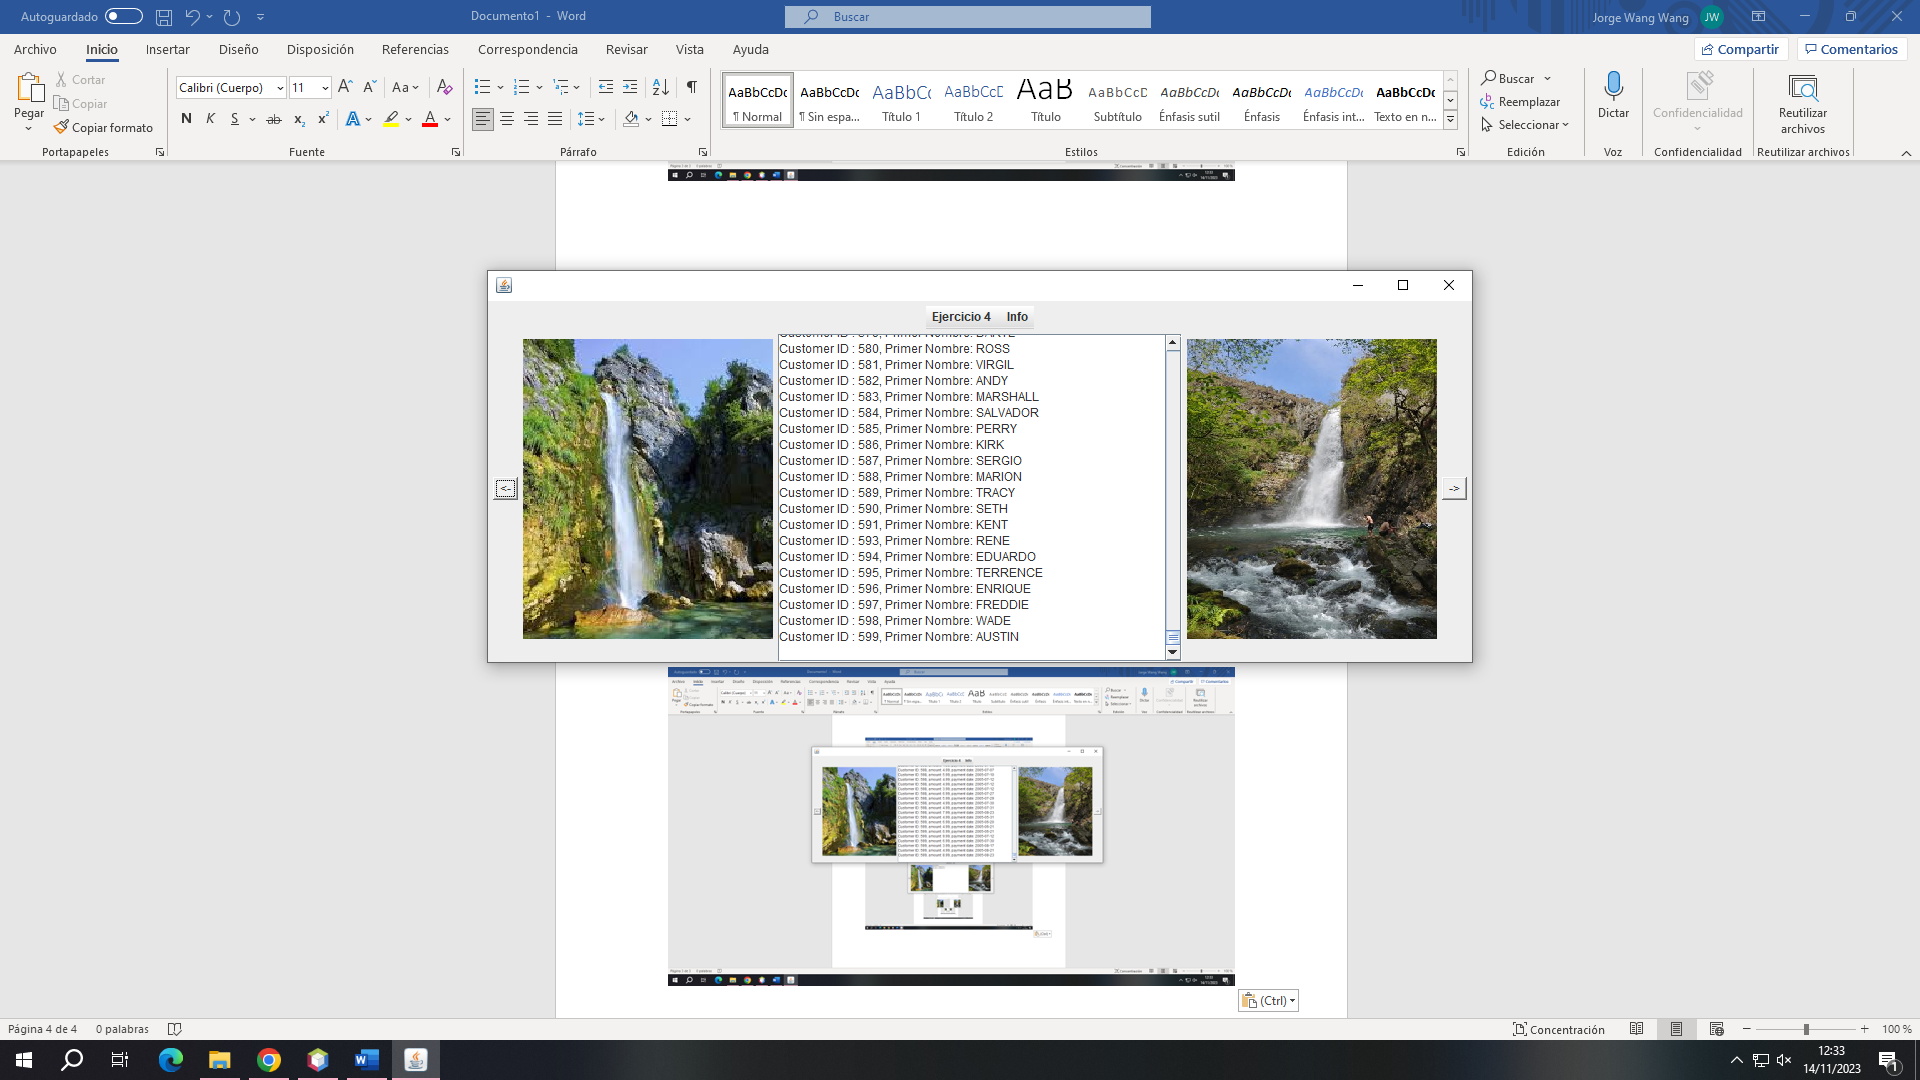 Autoguardado
Documento1 - Word
Buscar
Jorge Wang Wang
JW
Archivo Inicio Insertar Diseño Disposición Referencias Correspondencia Revisar Vista Ayuda
Compartir Comentarios
Pegar
Cortar
Copiar
Copiar formato
Portapapeles
Calibri (Cuerpo) 11
Fuente
Párrafo
AaBbCcDc AaBbCcDc AaBbCc AaBbCcD AaB AaBbCcD AaBbCcDc AaBbCcDc AaBbCcDc AaBbCcDc
¶ Normal ¶ Sin espa... Título 1 Título 2 Título Subtítulo Énfasis sutil Énfasis Énfasis int... Texto en n...
Estilos
Buscar
Reemplazar
Seleccionar
Edición
Dictar
Voz
Confidencialidad
Confidencialidad
Reutilizar
archivos
Reutilizar archivos
Ejercicio 4 Info
Customer ID : 580, Primer Nombre: ROSS
Customer ID : 581, Primer Nombre: VIRGIL
Customer ID : 582, Primer Nombre: ANDY
Customer ID : 583, Primer Nombre: MARSHALL
Customer ID : 584, Primer Nombre: SALVADOR
Customer ID : 585, Primer Nombre: PERRY
Customer ID : 586, Primer Nombre: KIRK
Customer ID : 587, Primer Nombre: SERGIO
Customer ID : 588, Primer Nombre: MARION
Customer ID : 589, Primer Nombre: TRACY
Customer ID : 590, Primer Nombre: SETH
Customer ID : 591, Primer Nombre: KENT
Customer ID : 593, Primer Nombre: RENE
Customer ID : 594, Primer Nombre: EDUARDO
Customer ID : 595, Primer Nombre: TERRENCE
Customer ID : 596, Primer Nombre: ENRIQUE
Customer ID : 597, Primer Nombre: FREDDIE
Customer ID : 598, Primer Nombre: WADE
Customer ID : 599, Primer Nombre: AUSTIN
<-
->
(Ctrl)
Página 4 de 4 0 palabras
Concentración
100 %
12:33
14/11/2023
1